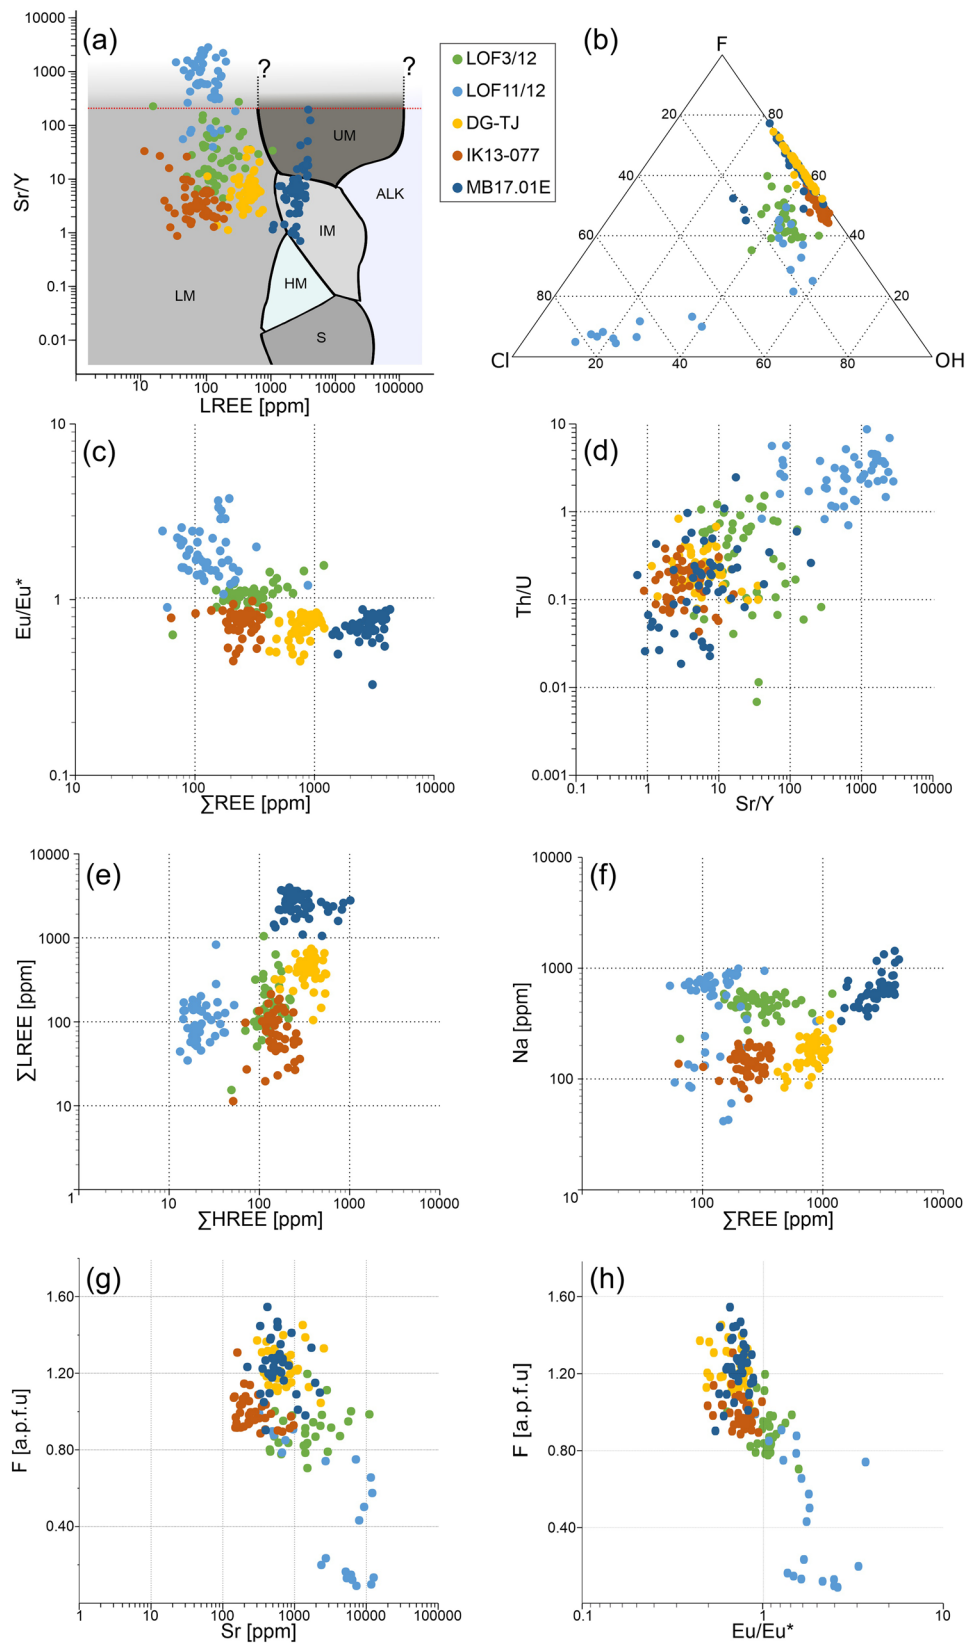 (a)
10000
1000
100
10
1
0.1
0.01
Sr/Y
?
?
UM
ALK
IM
HM
LM
S
10
100
1000
10000
100000
LREE [ppm]
LOF3/12
LOF11/12
DG-TJ
IK13-077
MB17.01E
(b)
F
20
80
40
60
60
40
80
20
Cl
OH
20
40
60
80
(c)
10
1
0.1
Eu/Eu*
10
100
1000
10000
∑REE [ppm]
(d)
10
1
0.1
0.01
0.001
Th/U
0.1
1
10
100
1000
10000
Sr/Y
(e)
10000
1000
100
10
1
∑LREE [ppm]
10
100
1000
10000
∑HREE [ppm]
(f)
10000
1000
100
10
Na [ppm]
100
1000
10000
∑REE [ppm]
(g)
1.60
1.20
0.80
0.40
F [a.p.f.u]
1
10
100
1000
10000
100000
Sr [ppm]
(h)
1.60
1.20
0.80
0.40
F [a.p.f.u]
0.1
1
10
Eu/Eu*